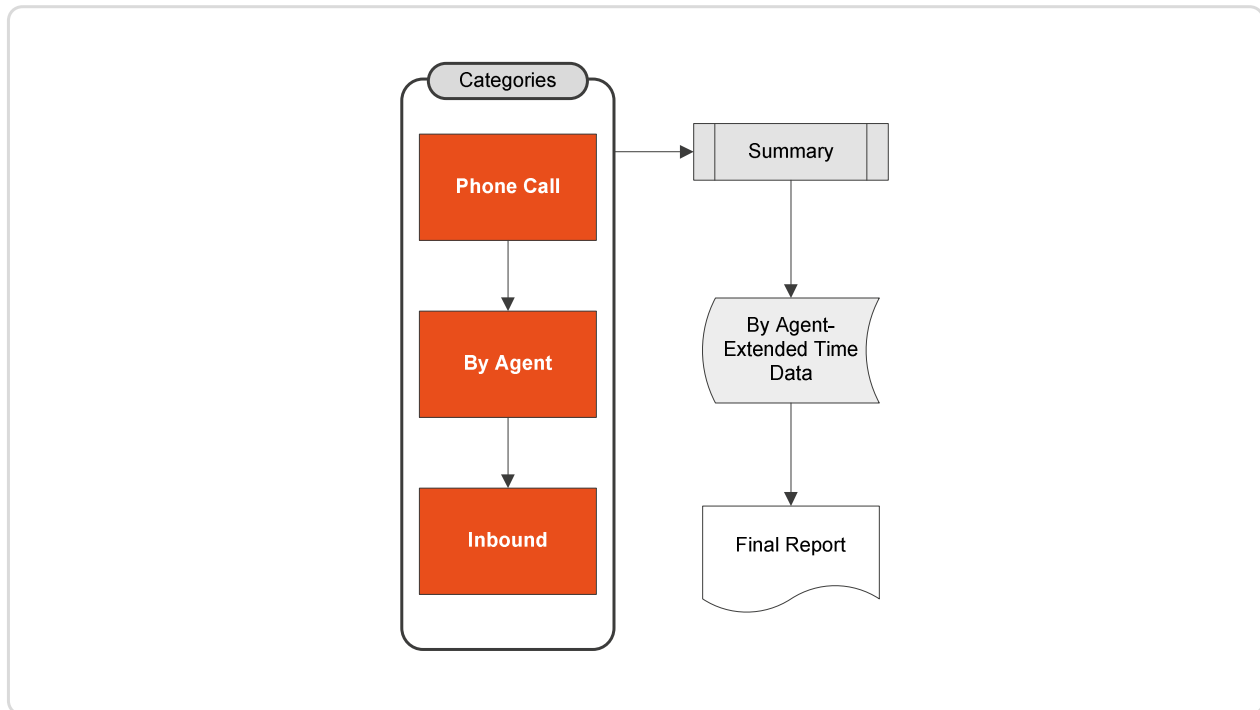 Categories
Phone Call
By Agent
Inbound
Summary
By Agent-
Extended Time
Data
Final Report